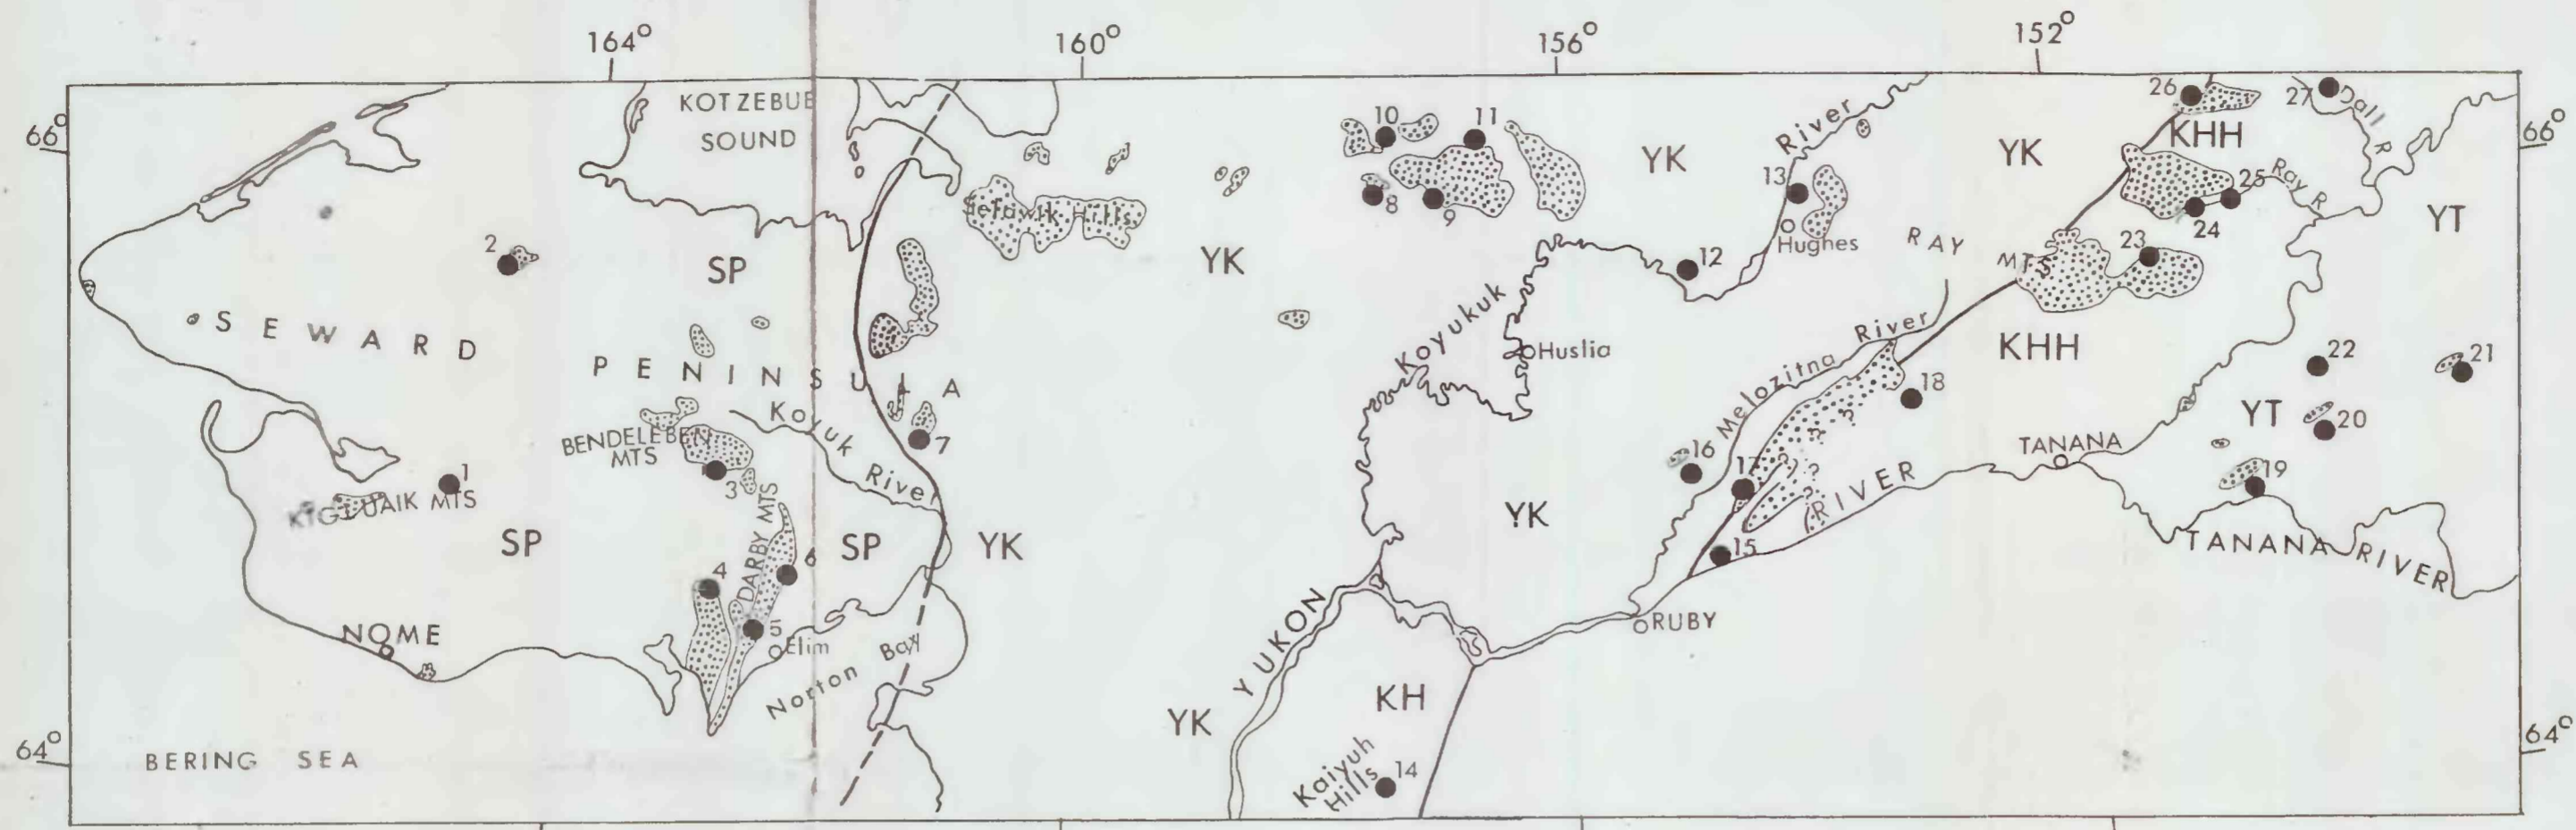 164° 160° 156° 152°
KOTZEBUE
SOUND
66°
66°
10
11
YK
River
YK
26
KHH
27
Dall R
8
9
Selawik Hills
13
Hughes
Ray R
25
24
YT
2
SP
YK
12
RAY
MTS
23
SEWARD
PENINSULA
Koyukuk
Huslia
Melozitna River
KHH
22
21
18
BENDELEBEN
MTS
3
Koyuk River
7
16
17
? ? ? ? ?
YT
20
TANANA
19
1
KIGLUAIK MTS
SP
DARBY MTS
6
SP
YK
YK
RIVER
15
TANANA RIVER
4
5
Elim
NOME
Norton Bay
YUKON
RUBY
YK
KH
Kaiyuh
Hills
14
64°
64°
BERING SEA